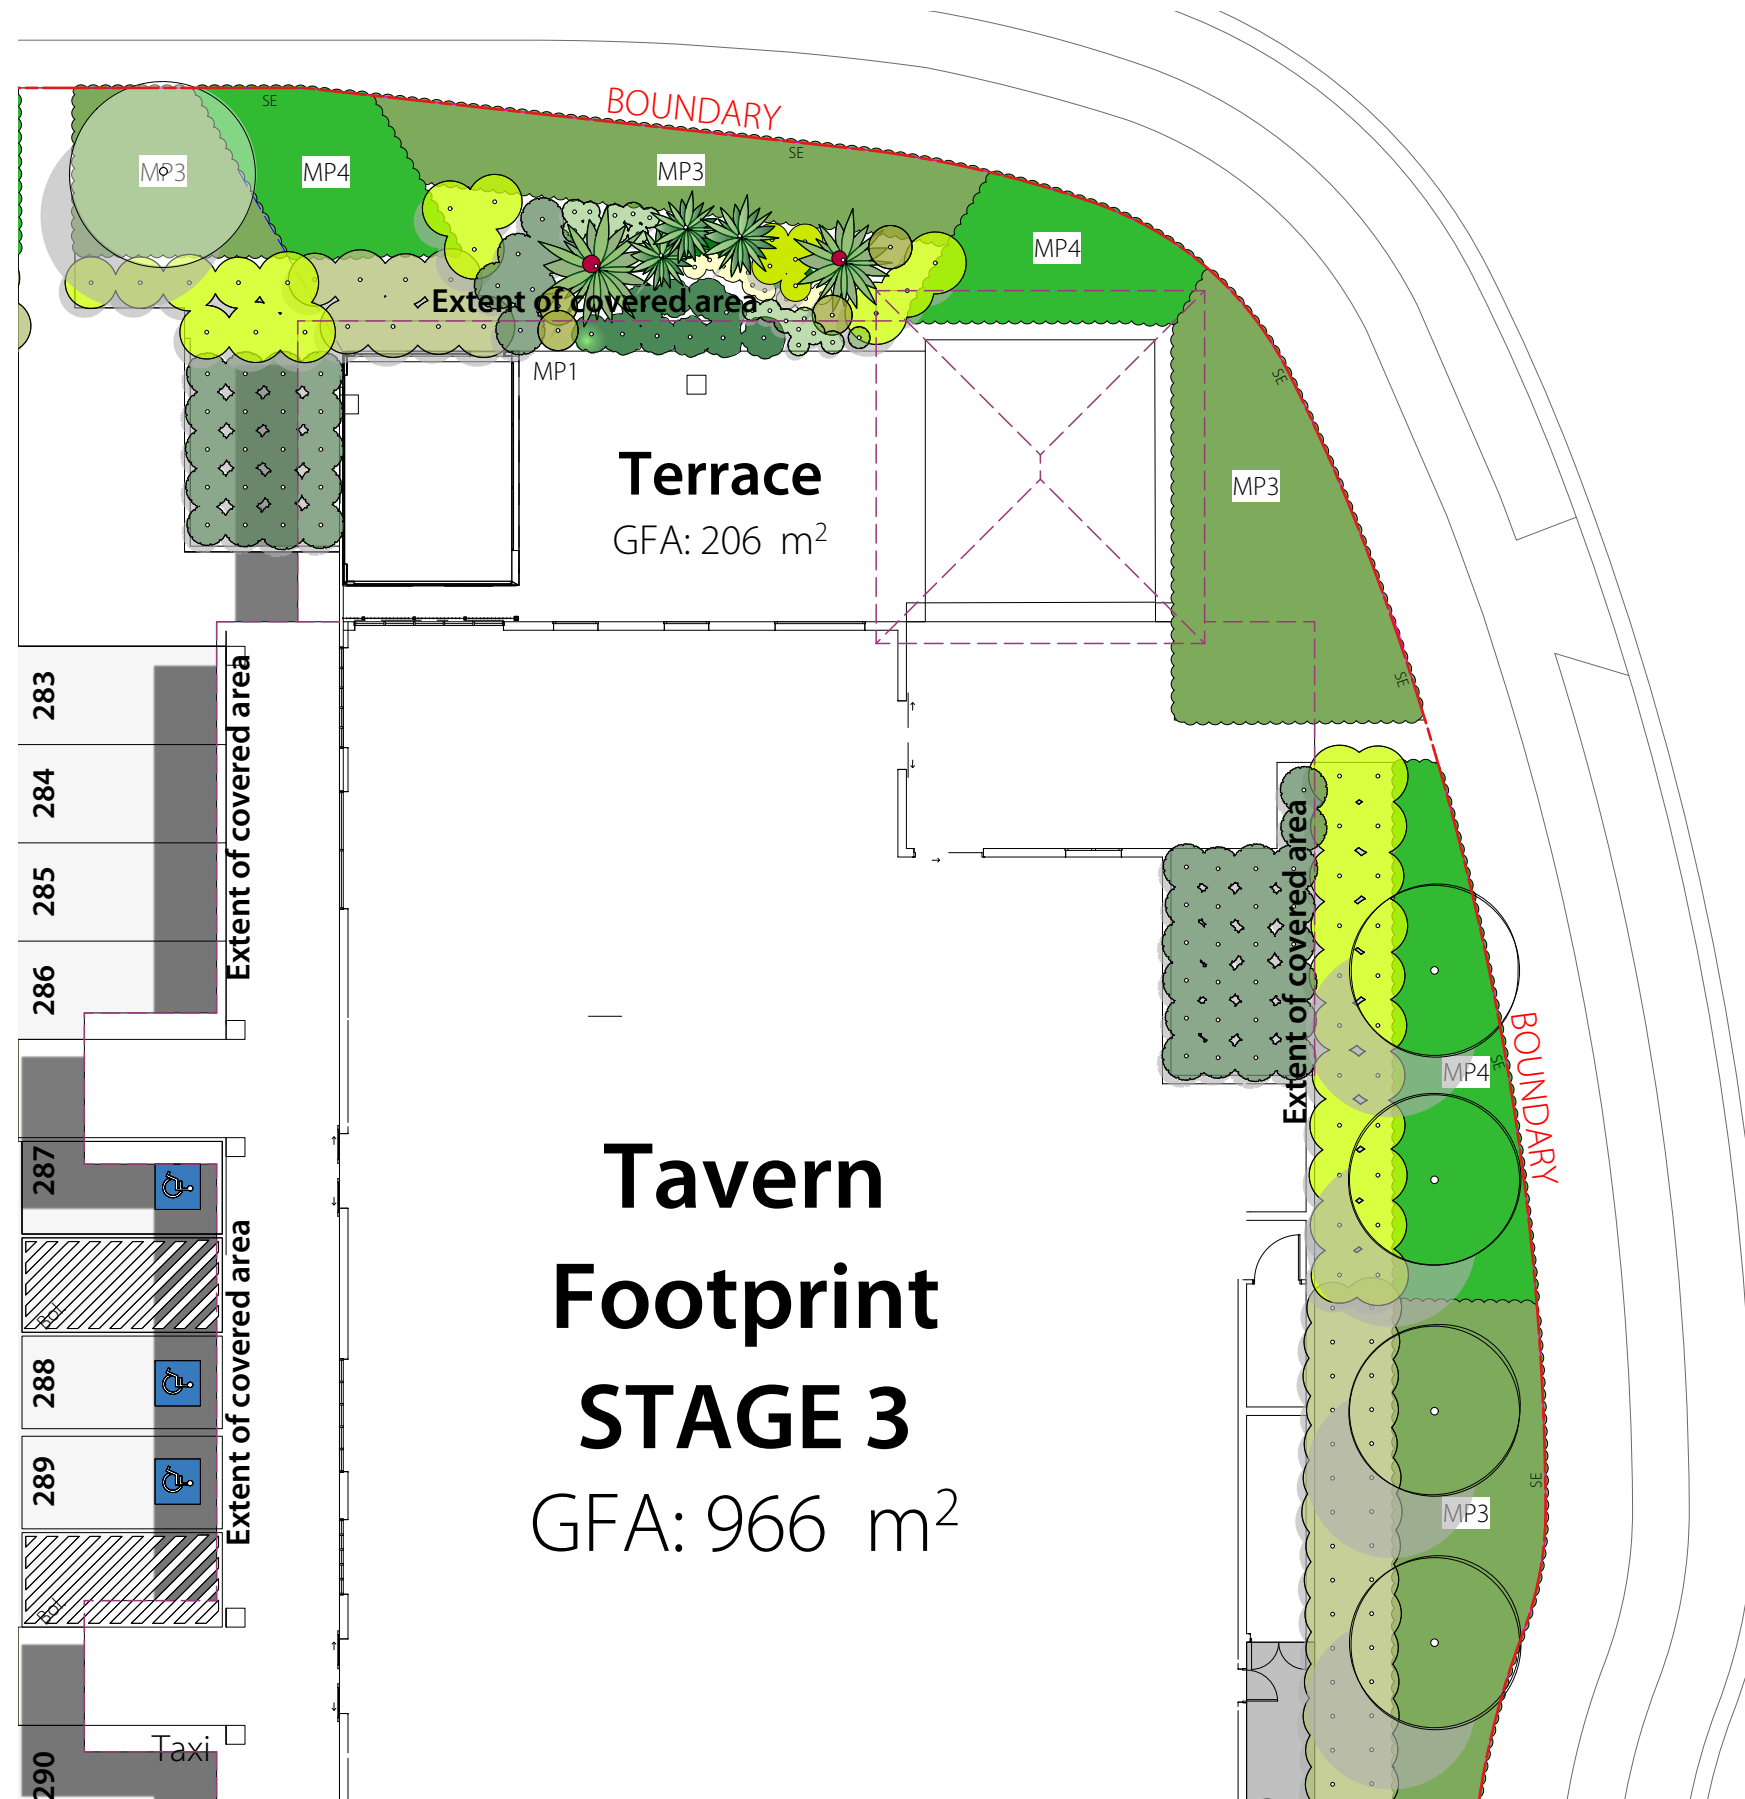 SE
BOUNDARY
SE
MP3
MP4
MP3
MP4
Extent of covered area
MP1
SE
Terrace
GFA: 206 m²
MP3
SE
283
284
285
286
Extent of covered area
Extent of covered area
BOUNDARY
SE
MP4
287
Tavern
Footprint
STAGE 3
GFA: 966 m²
Bol
288
289
Extent of covered area
SE
MP3
Bol
Taxi
290